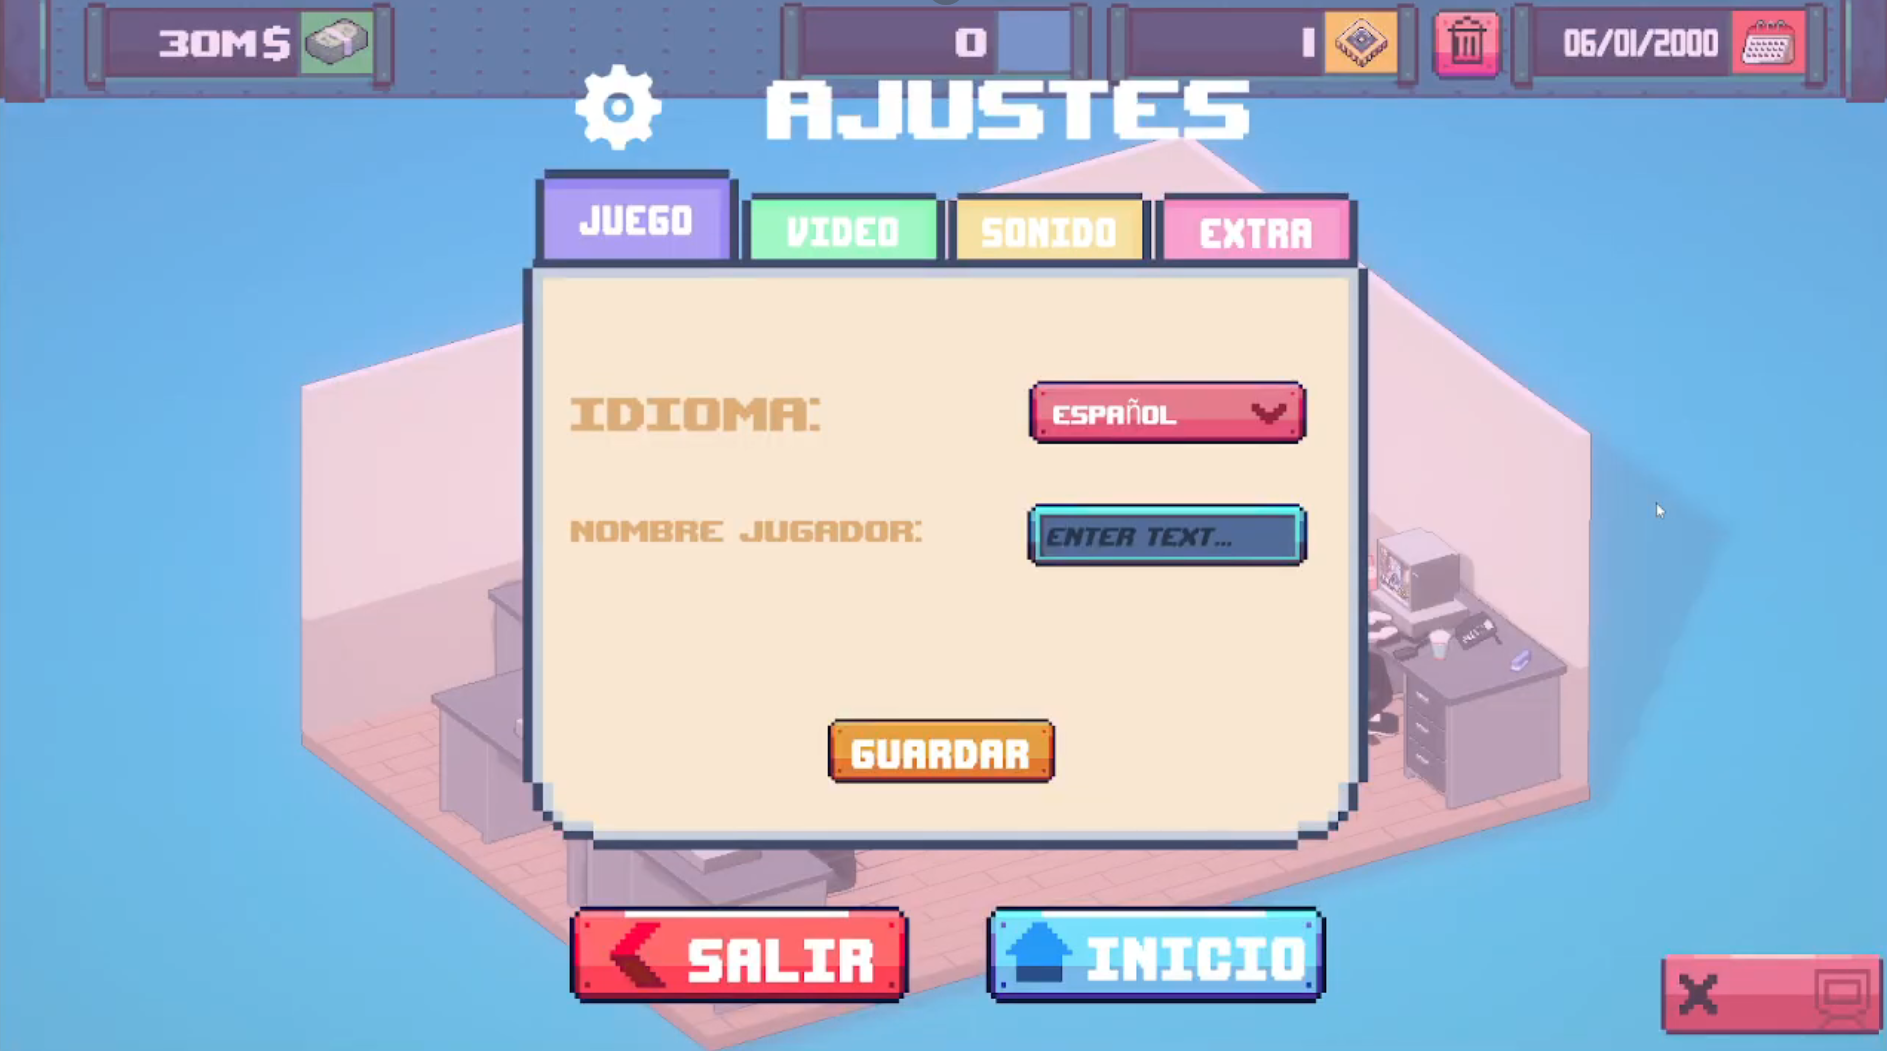 30M$
0
1
06/01/2000
AJUSTES
JUEGO
VIDEO
SONIDO
EXTRA
IDIOMA:
ESPAñOL
NOMBRE JUGADOR:
ENTER TEXT...
GUARDAR
SALIR
INICIO